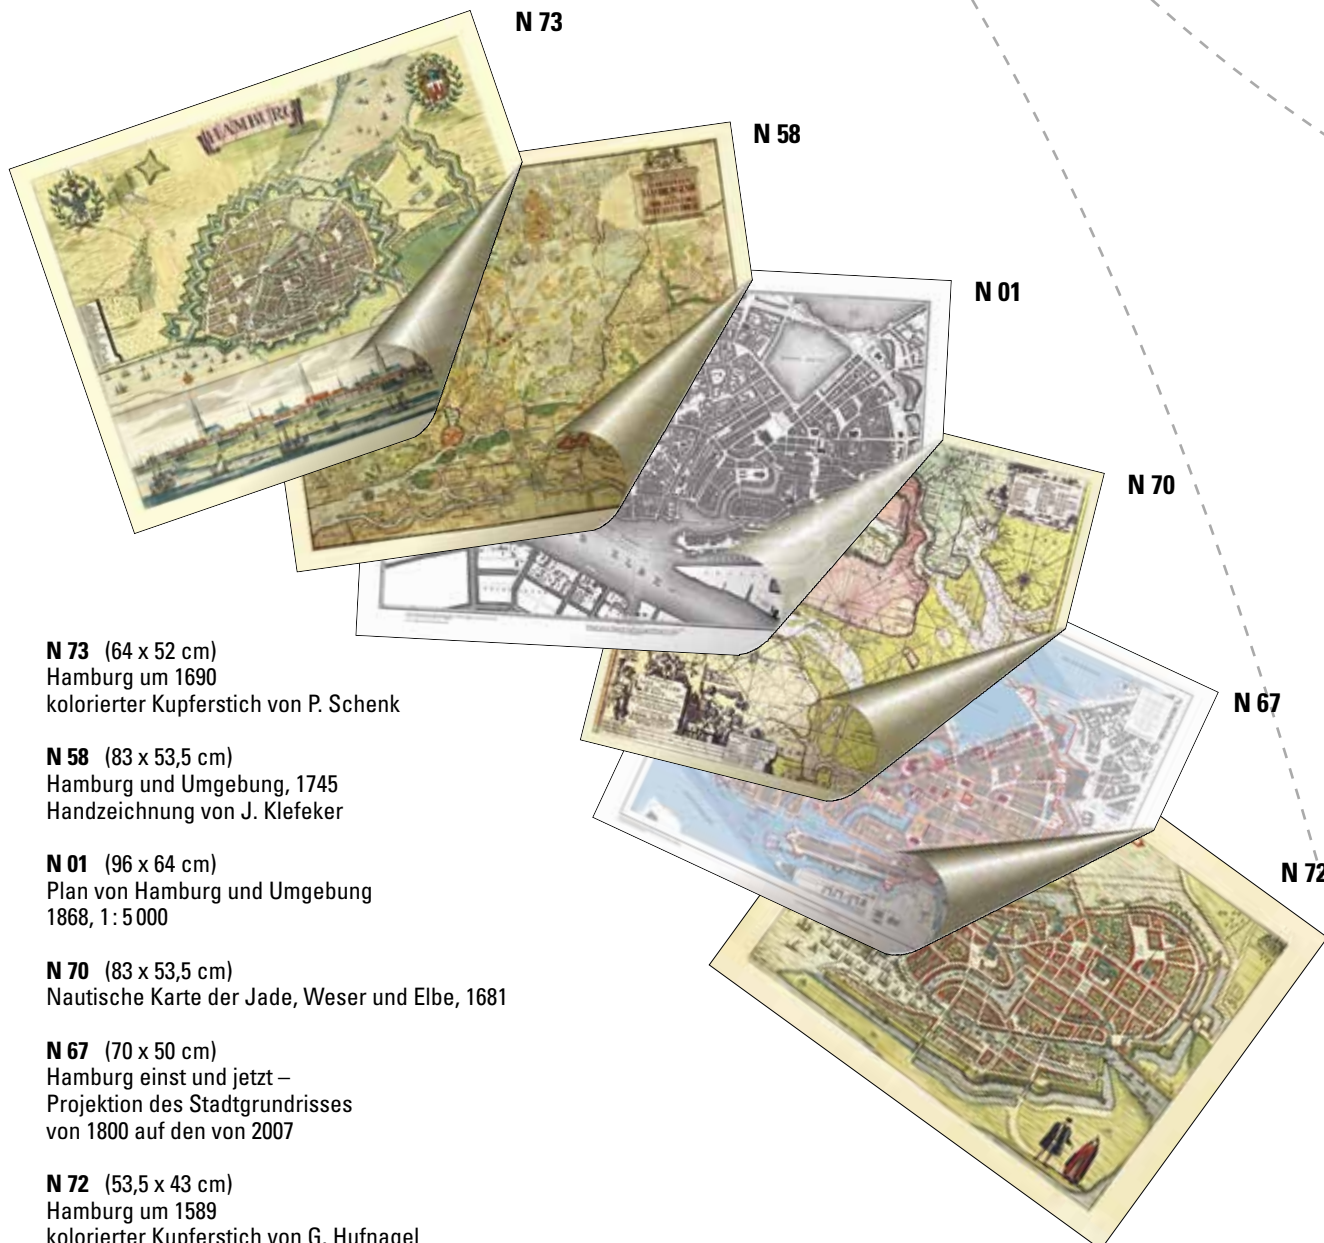 N 73
HAMBURG
N 58
N 01
N 70
N 67
N 72
N 73 (64 x 52 cm)
Hamburg um 1690
kolorierter Kupferstich von P. Schenk
N 58 (83 x 53,5 cm)
Hamburg und Umgebung, 1745
Handzeichnung von J. Klefeker
N 01 (96 x 64 cm)
Plan von Hamburg und Umgebung
1868, 1 : 5 000
N 70 (83 x 53,5 cm)
Nautische Karte der Jade, Weser und Elbe, 1681
N 67 (70 x 50 cm)
Hamburg einst und jetzt –
Projektion des Stadtgrundrisses
von 1800 auf den von 2007
N 72 (53,5 x 43 cm)
Hamburg um 1589
kolorierter Kupferstich von G. Hufnagel